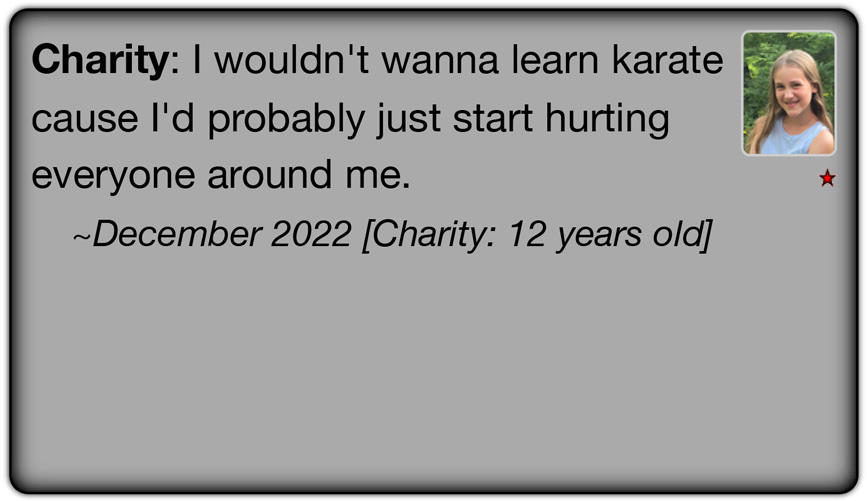 Charity: I wouldn't wanna learn karate
cause I'd probably just start hurting
everyone around me.
~December 2022 [Charity: 12 years old]